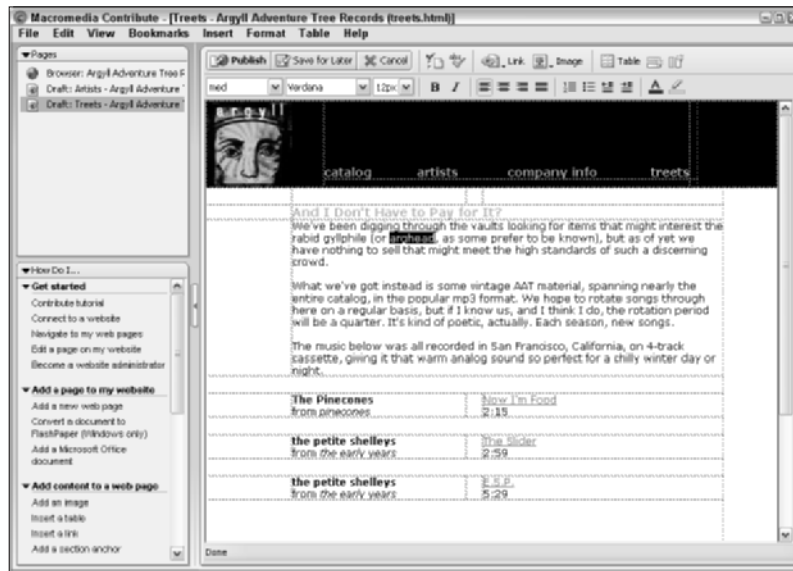 Macromedia Contribute - [Treets - Argyll Adventure Tree Records (treets.html)]
File Edit View Bookmarks Insert Format Table Help
Pages
Browser: Argyll Adventure Tree F
Draft: Artists - Argyll Adventure
Draft: Treets - Argyll Adventure
Publish Save for Later Cancel Link Image Table
med Verdana 12px B I A
argyll
catalog artists company info treets
And I Don't Have to Pay for It?
We've been digging through the vaults looking for items that might interest the
rabid gyllphile (or arghead, as some prefer to be known), but as of yet we
have nothing to sell that might meet the high standards of such a discerning
crowd.
What we've got instead is some vintage AAT material, spanning nearly the
entire catalog, in the popular mp3 format. We hope to rotate songs through
here on a regular basis, but if I know us, and I think I do, the rotation period
will be a quarter. It's kind of poetic, actually. Each season, new songs.
The music below was all recorded in San Francisco, California, on 4-track
cassette, giving it that warm analog sound so perfect for a chilly winter day or
night.
The Pinecones Now I'm Food
from pinecones 2:15
the petite shelleys The Slider
from the early years 2:59
the petite shelleys E.S.P.
from the early years 5:29
How Do I...
Get started
Contribute tutorial
Connect to a website
Navigate to my web pages
Edit a page on my website
Become a website administrator
Add a page to my website
Add a new web page
Convert a document to
FlashPaper (Windows only)
Add a Microsoft Office
document
Add content to a web page
Add an image
Insert a table
Insert a link
Add a section anchor
Done